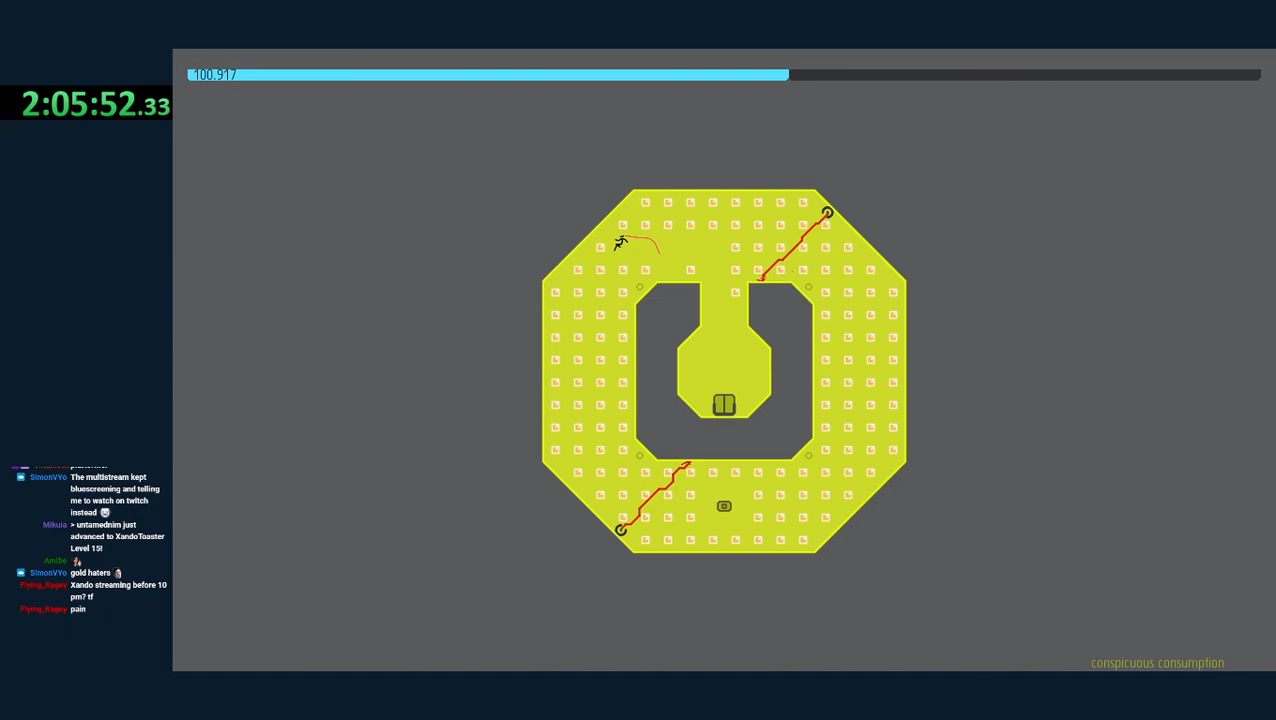 100.917
2:05:52.33
SimonVYo The multistream kept
bluescreening and telling
me to watch on twitch
instead
Mikuia > untamednim just
advanced to XandoToaster
Level 15!
Amibe
SimonVYo gold haters
Flying_Ragey Xando streaming before 10
pm? tf
Flying_Ragey pain
conspicuous consumption